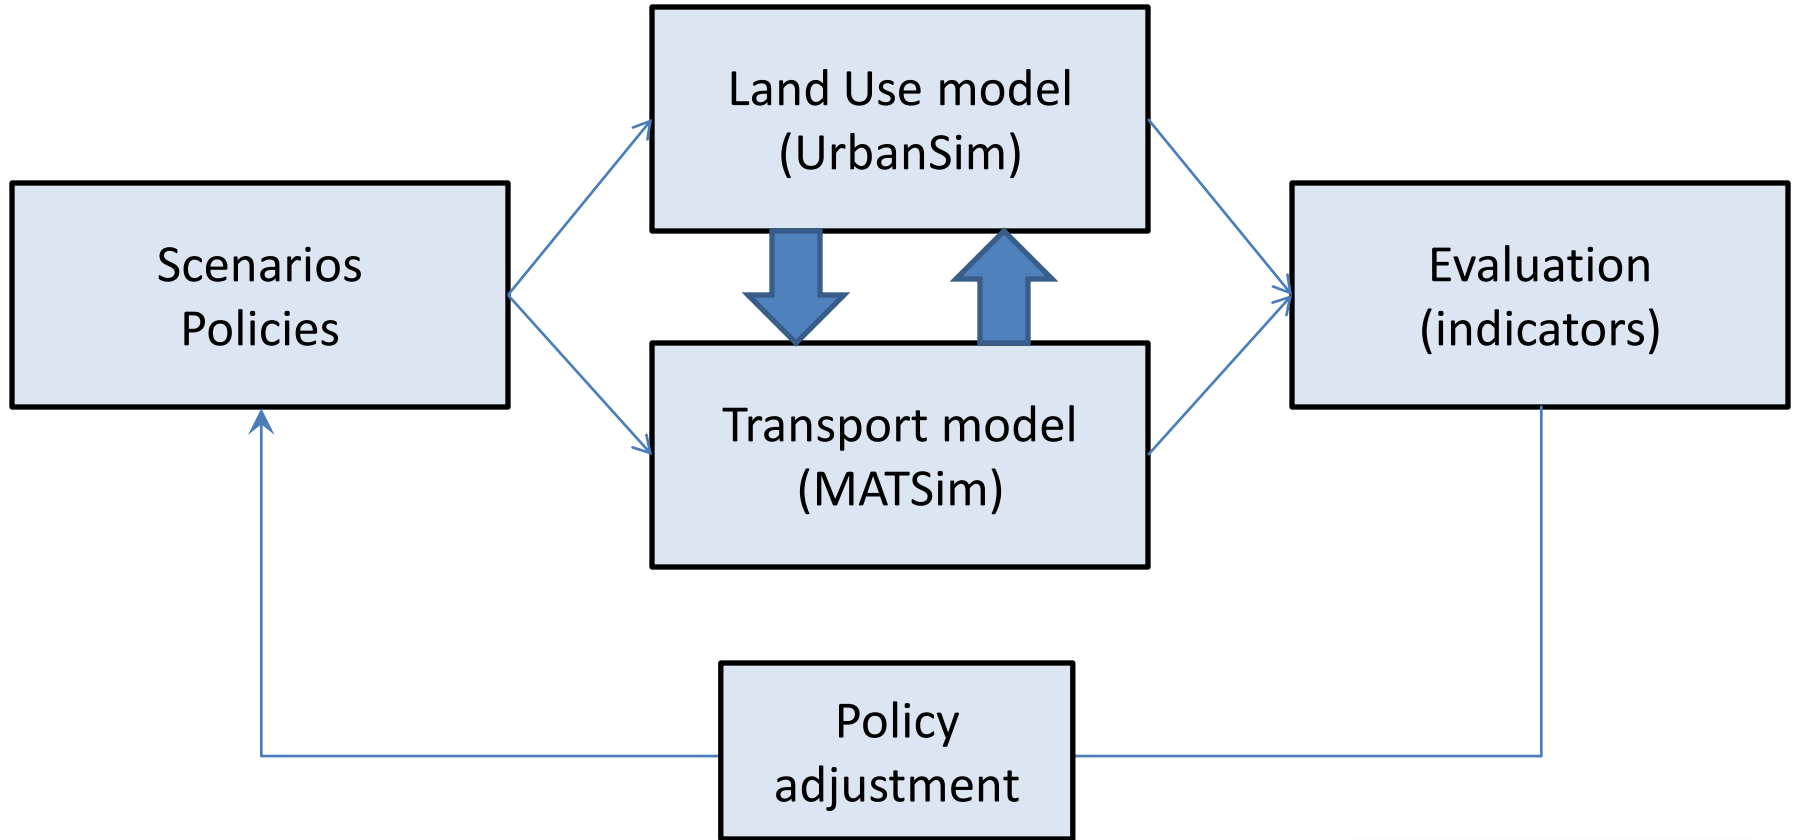 Land Use model
(UrbanSim)
Scenarios
Policies
Evaluation
(indicators)
Transport model
(MATSim)
Policy
adjustment